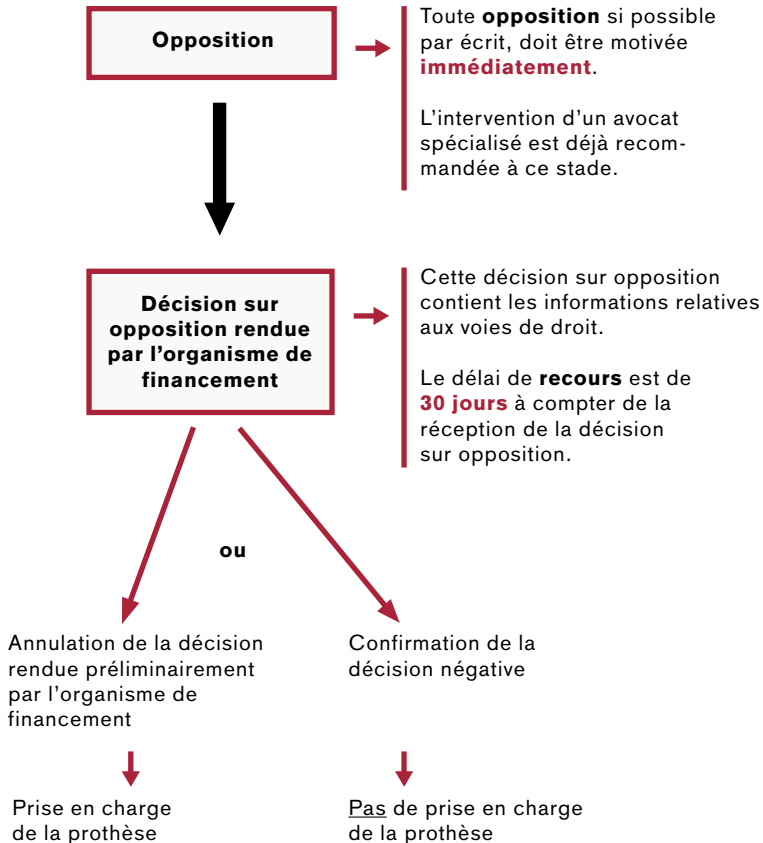 Opposition
Toute opposition si possible
par écrit, doit être motivée
immédiatement.
L'intervention d'un avocat
spécialisé est déjà recom-
mandée à ce stade.
Décision sur
opposition rendue
par l'organisme de
financement
Cette décision sur opposition
contient les informations relatives
aux voies de droit.
Le délai de recours est de
30 jours à compter de la
réception de la décision
sur opposition.
ou
Annulation de la décision
rendue préliminairement
par l'organisme de
financement
Confirmation de la
décision négative
Prise en charge
de la prothèse
Pas de prise en charge
de la prothèse